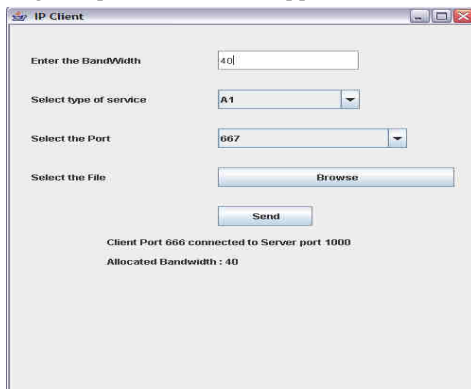 IP Client
Enter the BandWidth 40
Select type of service A1
Select the Port 667
Select the File Browse
Send
Client Port 666 connected to Server port 1000
Allocated Bandwidth : 40